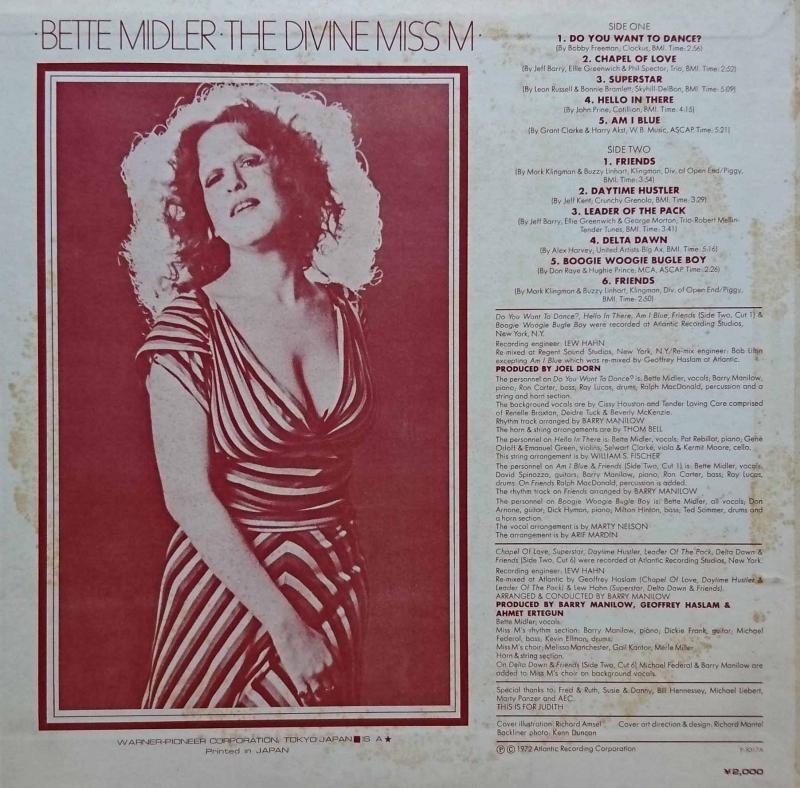 ·BETTE MIDLER·THE DIVINE MISS M·
SIDE ONE
1. DO YOU WANT TO DANCE?
(By Bobby Freeman, Clockus, BMI. Time: 2:56)
2. CHAPEL OF LOVE
(By Jeff Barry, Ellie Greenwich & Phil Spector, Trio, BMI. Time: 2:52)
3. SUPERSTAR
(By Leon Russell & Bonnie Bramlett, Skyhill-DelBon, BMI. Time: 5:09)
4. HELLO IN THERE
(By John Prine, Cotillion, BMI. Time: 4:15)
5. AM I BLUE
(By Grant Clarke & Harry Akst, W.B. Music, ASCAP. Time: 5:21)
SIDE TWO
1. FRIENDS
(By Mark Klingman & Buzzy Linhart, Klingman, Div. of Open End/Piggy,
BMI. Time: 3:54)
2. DAYTIME HUSTLER
(By Jeff Kent, Crunchy Grenola, BMI. Time: 3:29)
3. LEADER OF THE PACK
(By Jeff Barry, Ellie Greenwich & George Morton, Trio-Robert Mellin-
Tender Tunes, BMI. Time: 3:41)
4. DELTA DAWN
(By Alex Harvey, United Artists Big Ax, BMI. Time: 5:16)
5. BOOGIE WOOGIE BUGLE BOY
(By Don Raye & Hughie Prince, MCA, ASCAP. Time: 2:26)
6. FRIENDS
(By Mark Klingman & Buzzy Linhart, Klingman, Div. of Open End/Piggy,
BMI. Time: 2:50)
Do You Want To Dance?, Hello In There, Am I Blue, Friends (Side Two, Cut 1) &
Boogie Woogie Bugle Boy were recorded at Atlantic Recording Studios,
New York, N.Y.
Recording engineer: LEW HAHN
Re-mixed at Regent Sound Studios, New York, N.Y./Re-mix engineer: Bob Liftin
excepting Am I Blue which was re-mixed by Geoffrey Haslam at Atlantic.
PRODUCED BY JOEL DORN
The personnel on Do You Want To Dance? is: Bette Midler, vocals; Barry Manilow,
piano; Ron Carter, bass; Ray Lucas, drums; Ralph MacDonald, percussion and a
string and horn section.
The background vocals are by Cissy Houston and Tender Loving Care comprised
of Renelle Braxton, Deidre Tuck & Beverly McKenzie.
Rhythm track arranged by BARRY MANILOW
The horn & string arrangements are by THOM BELL
The personnel on Hello In There is: Bette Midler, vocals; Pat Rebillot, piano; Gene
Orloff & Emanuel Green, violins; Selwart Clarke, viola & Kermit Moore, cello.
This string arrangement is by WILLIAM S. FISCHER
The personnel on Am I Blue & Friends (Side Two, Cut 1) is: Bette Midler, vocals;
David Spinozza, guitars; Barry Manilow, piano; Ron Carter, bass; Ray Lucas,
drums. On Friends Ralph MacDonald, percussion is added.
The rhythm track on Friends arranged by BARRY MANILOW
The personnel on Boogie Woogie Bugle Boy is: Bette Midler, all vocals; Don
Arnone, guitar; Dick Hyman, piano; Milton Hinton, bass; Ted Sommer, drums and
a horn section.
The vocal arrangement is by MARTY NELSON
The arrangement is by ARIF MARDIN
Chapel Of Love, Superstar, Daytime Hustler, Leader Of The Pack, Delta Dawn &
Friends (Side Two, Cut 6) were recorded at Atlantic Recording Studios, New York.
Recording engineer: LEW HAHN
Re-mixed at Atlantic by Geoffrey Haslam (Chapel Of Love, Daytime Hustler &
Leader Of The Pack) & Lew Hahn (Superstar, Delta Dawn & Friends).
ARRANGED & CONDUCTED BY BARRY MANILOW
PRODUCED BY BARRY MANILOW, GEOFFREY HASLAM &
AHMET ERTEGUN
Bette Midler; vocals.
Miss M's rhythm section: Barry Manilow, piano; Dickie Frank, guitar; Michael
Federal, bass; Kevin Ellman, drums;
Miss M's choir; Melissa Manchester, Gail Kantor, Merle Miller.
Horn & string section.
On Delta Dawn & Friends (Side Two, Cut 6) Michael Federal & Barry Manilow are
added to Miss M's choir on background vocals.
Special thanks to: Fred & Ruth, Susie & Danny, Bill Hennessey, Michael Liebert,
Marty Panzer and AEC.
THIS IS FOR JUDITH
Cover illustration: Richard Amsel Cover art direction & design: Richard Mantel
Backliner photo: Kenn Duncan
Ⓟ © 1972 Atlantic Recording Corporation
P-8317A
¥2,000
WARNER-PIONEER CORPORATION, TOKYO JAPAN ■ IS A ★
Printed in JAPAN